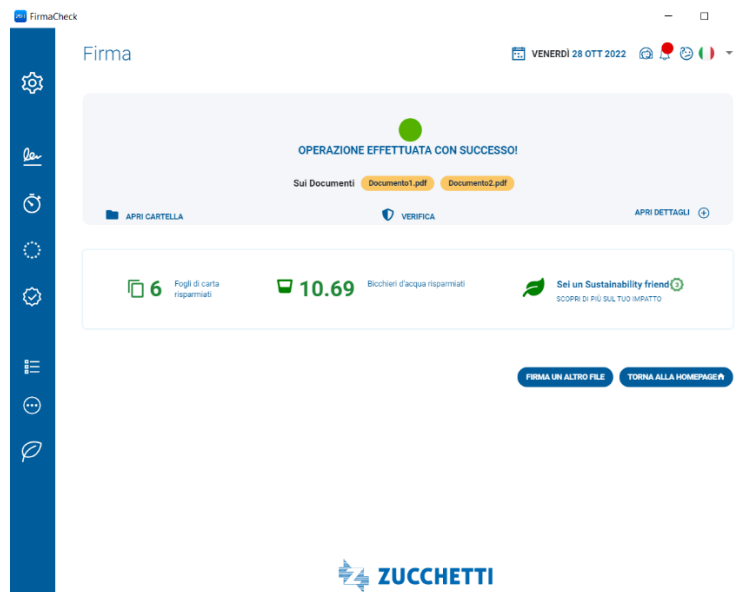 FirmaCheck
Firma
VENERDÌ 28 OTT 2022
OPERAZIONE EFFETTUATA CON SUCCESSO!
Sui Documenti Documento1.pdf Documento2.pdf
APRI CARTELLA VERIFICA APRI DETTAGLI
6 Fogli di carta risparmiati
10.69 Bicchieri d'acqua risparmiati
Sei un Sustainability friend 3
SCOPRI DI PIÙ SUL TUO IMPATTO
FIRMA UN ALTRO FILE TORNA ALLA HOMEPAGE
ZUCCHETTI